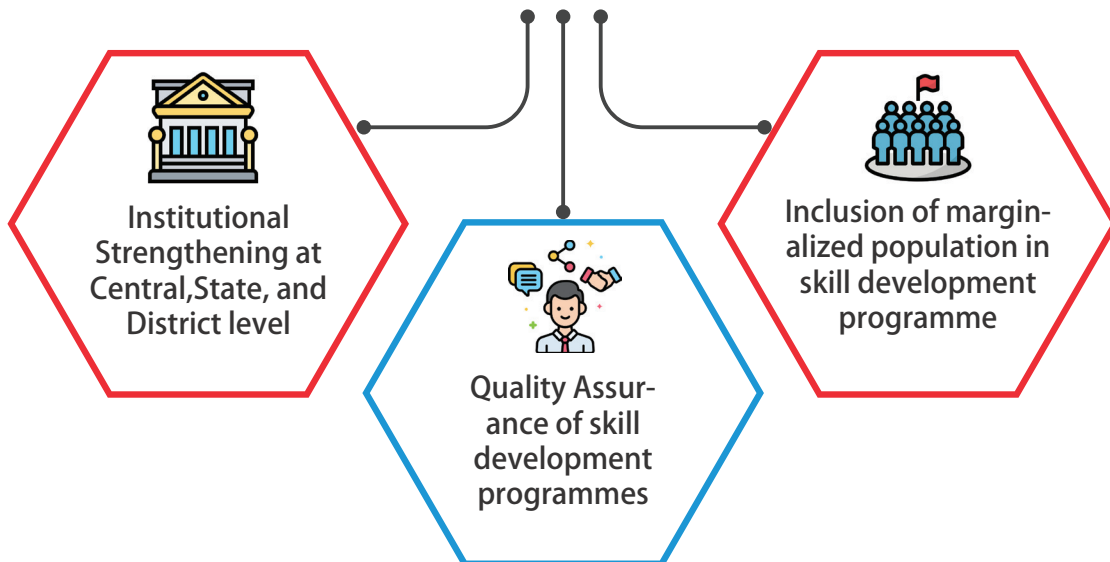 Institutional
Strengthening at
Central,State, and
District level
Quality Assur-
ance of skill
development
programmes
Inclusion of margin-
alized population in
skill development
programme